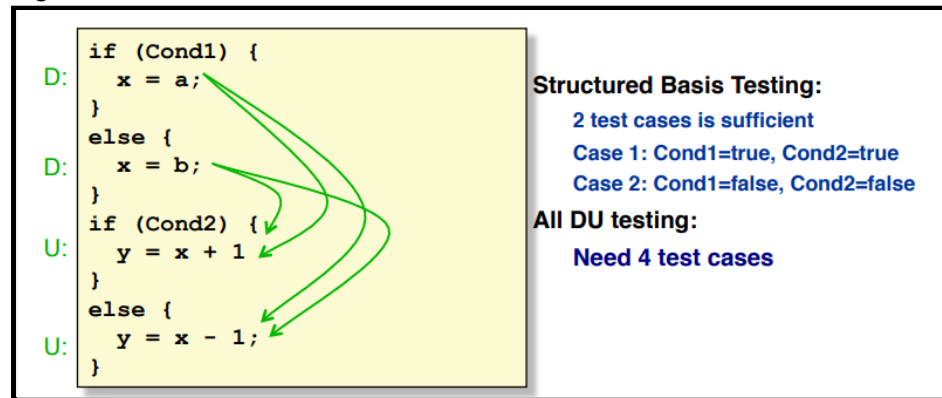 if (Cond1) {
D: x = a;
}
else {
D: x = b;
}
if (Cond2) {
U: y = x + 1
}
else {
U: y = x - 1;
}
Structured Basis Testing:
2 test cases is sufficient
Case 1: Cond1=true, Cond2=true
Case 2: Cond1=false, Cond2=false
All DU testing:
Need 4 test cases